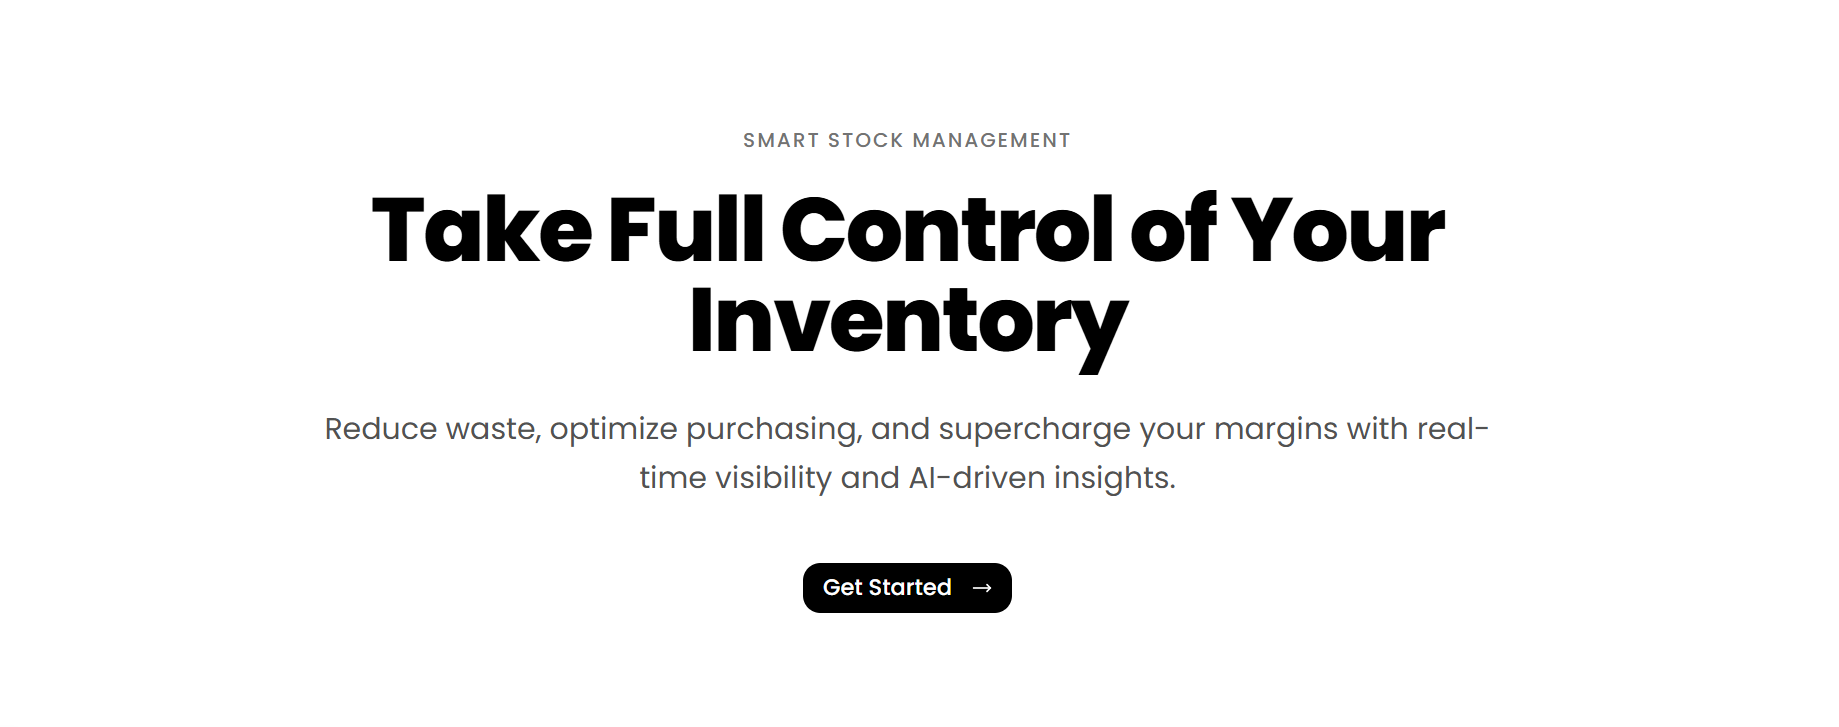 SMART STOCK MANAGEMENT
Take Full Control of Your
Inventory
Reduce waste, optimize purchasing, and supercharge your margins with real-
time visibility and AI-driven insights.
Get Started →